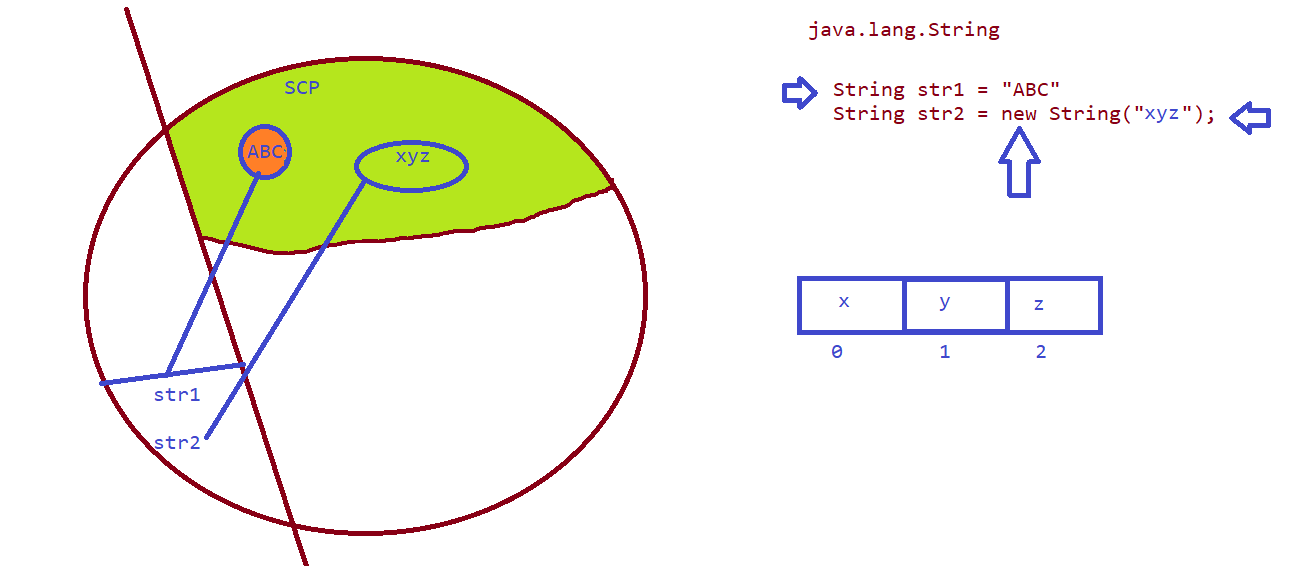 java.lang.String
String str1 = "ABC"
String str2 = new String("xyz");
SCP
ABC
xyz
str1
str2
x y z
0 1 2